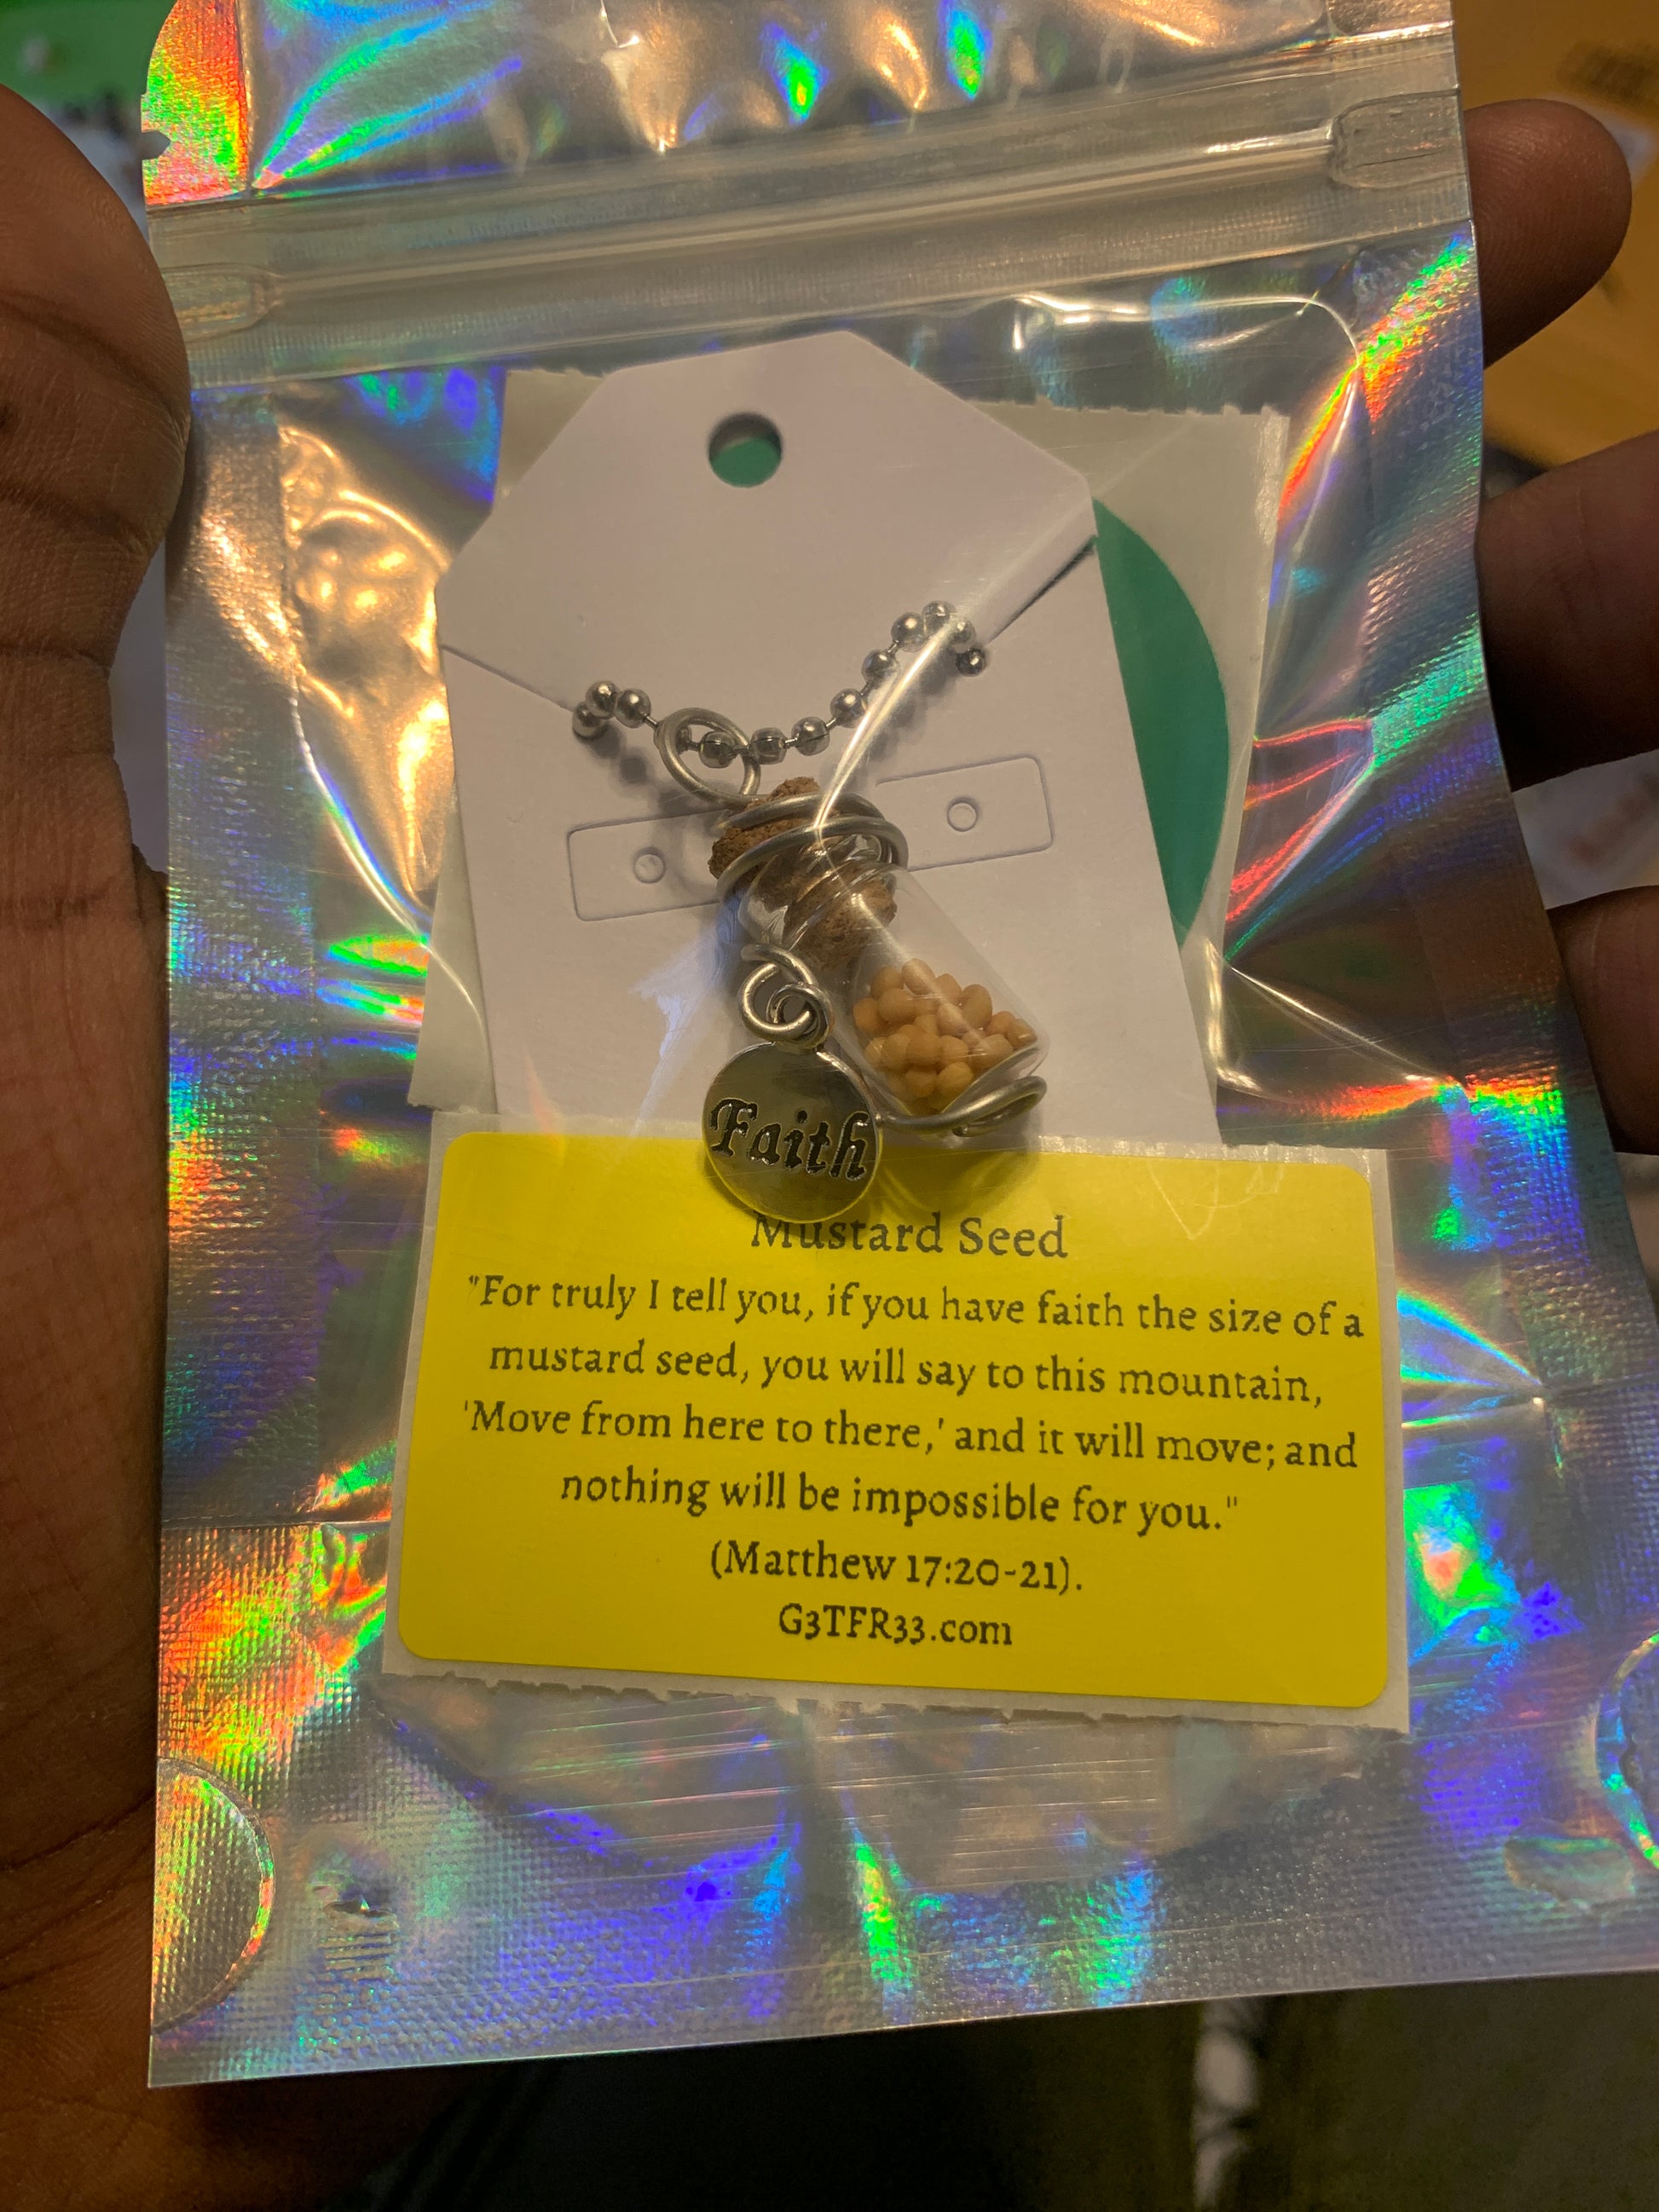 Faith
Mustard Seed
"For truly I tell you, if you have faith the size of a
mustard seed, you will say to this mountain,
'Move from here to there,' and it will move; and
nothing will be impossible for you."
(Matthew 17:20-21).
G3TFR33.com